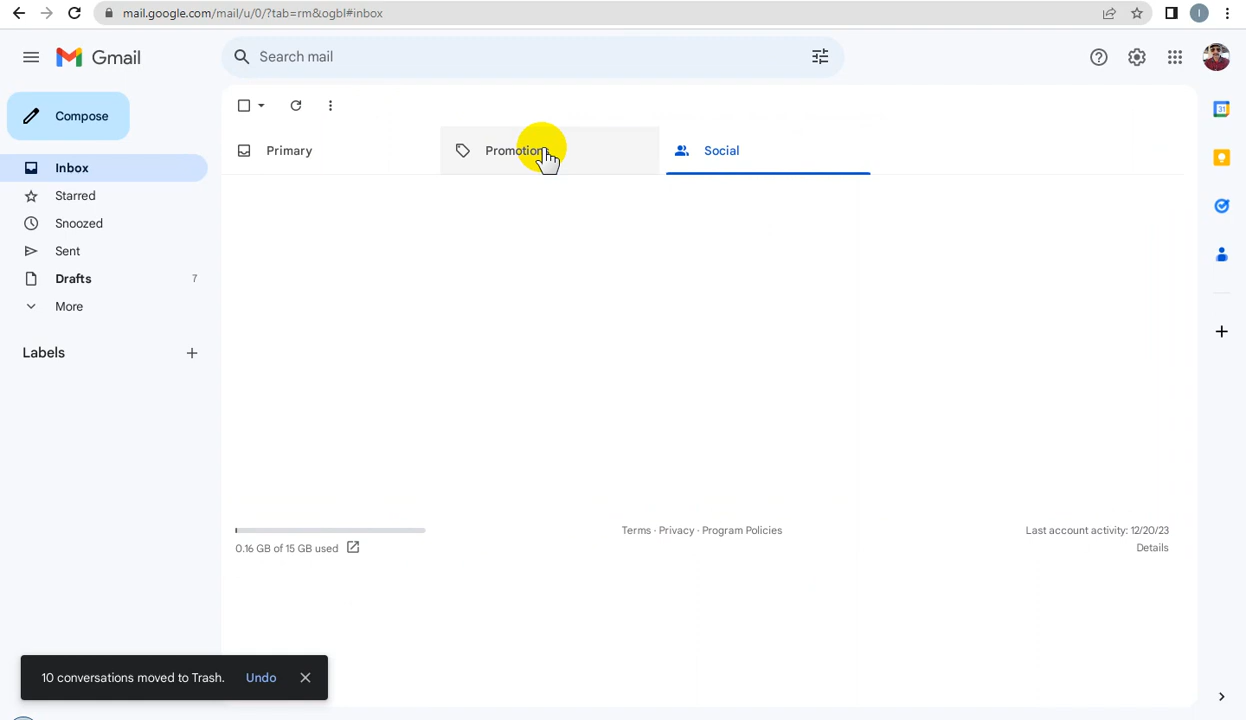 mail.google.com/mail/u/0/?tab=rm&ogbl#inbox
I
Gmail
Search mail
Compose
Primary
Promotions
Social
Inbox
Starred
Snoozed
Sent
Drafts 7
More
Labels
31
0.16 GB of 15 GB used
Terms · Privacy · Program Policies
Last account activity: 12/20/23
Details
10 conversations moved to Trash. Undo